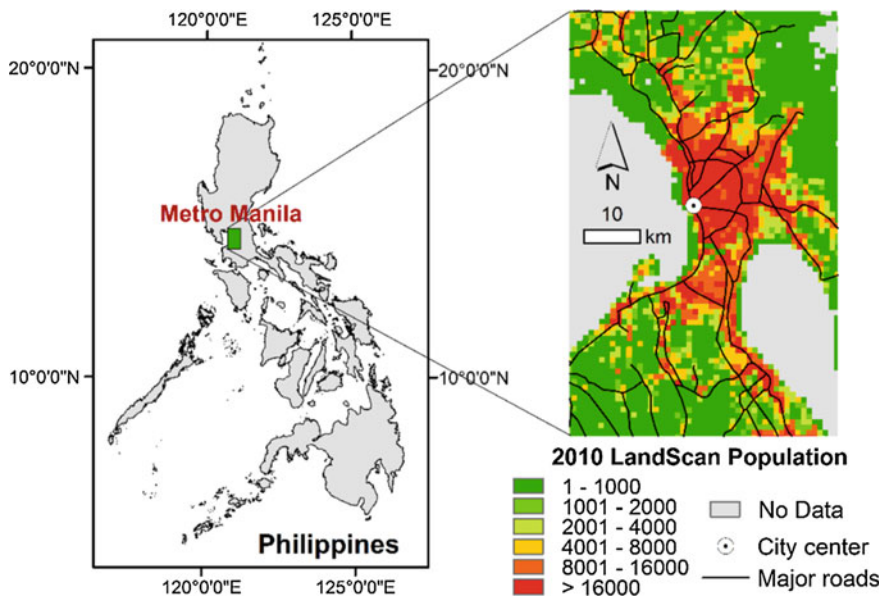 120°0'0"E 125°0'0"E
20°0'0"N
20°0'0"N
Metro Manila
10°0'0"N
10°0'0"N
Philippines
120°0'0"E 125°0'0"E
N
10
km
2010 LandScan Population
1 - 1000
1001 - 2000
2001 - 4000
4001 - 8000
8001 - 16000
> 16000
No Data
City center
Major roads